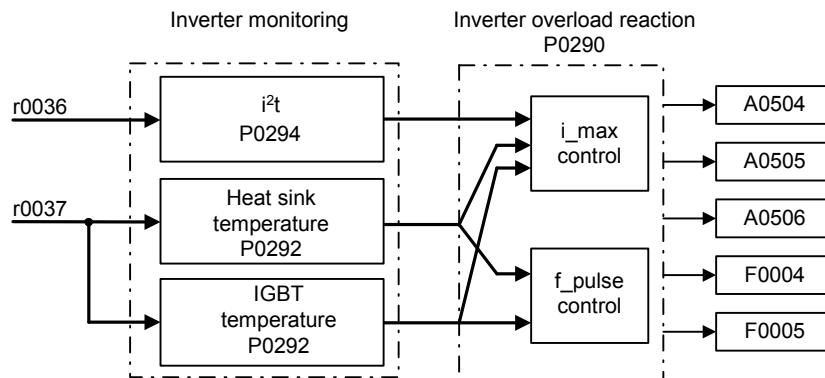 Inverter monitoring
Inverter overload reaction
P0290
r0036
i²t
P0294
i_max
control
A0504
A0505
r0037
Heat sink
temperature
P0292
A0506
IGBT
temperature
P0292
f_pulse
control
F0004
F0005